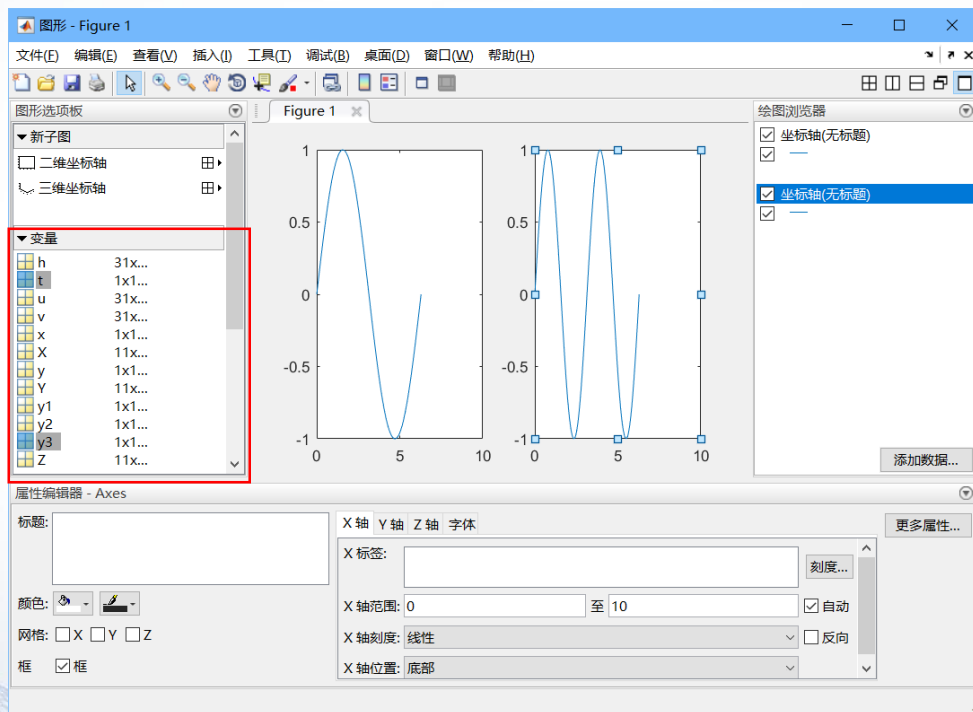 图形 - Figure 1
文件(F) 编辑(E) 查看(V) 插入(I) 工具(T) 调试(B) 桌面(D) 窗口(W) 帮助(H)
图形选项板
Figure 1
绘图浏览器
新子图
二维坐标轴
三维坐标轴
变量
h 31x...
t 1x1...
u 31x...
v 31x...
x 1x1...
X 11x...
y 1x1...
Y 11x...
y1 1x1...
y2 1x1...
y3 1x1...
Z 11x...
1
0.5
0
-0.5
-1
0 5 10
1
0.5
0
-0.5
-1
0 5 10
坐标轴(无标题)
坐标轴(无标题)
添加数据...
属性编辑器 - Axes
标题:
颜色:
网格: X Y Z
框 框
X 轴 Y 轴 Z 轴 字体
X 标签:
刻度...
X 轴范围: 0 至 10 自动
X 轴刻度: 线性 反向
X 轴位置: 底部
更多属性...